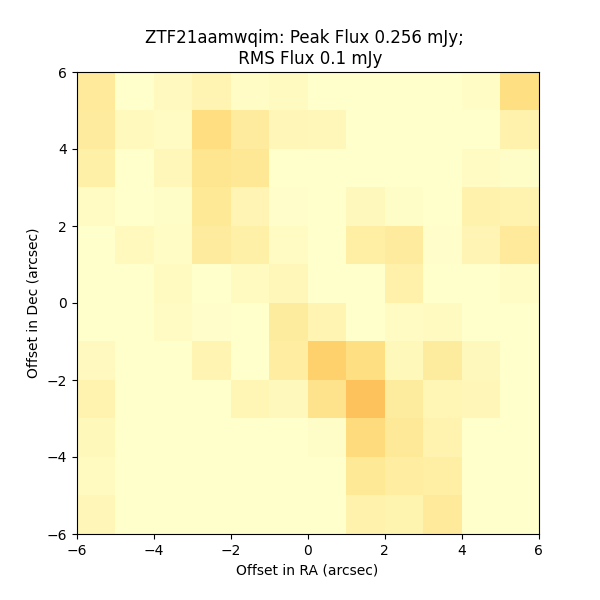 ZTF21aamwqim: Peak Flux 0.256 mJy;
RMS Flux 0.1 mJy
6
4
2
0
−2
−4
−6
Offset in Dec (arcsec)
−6 −4 −2 0 2 4 6
Offset in RA (arcsec)